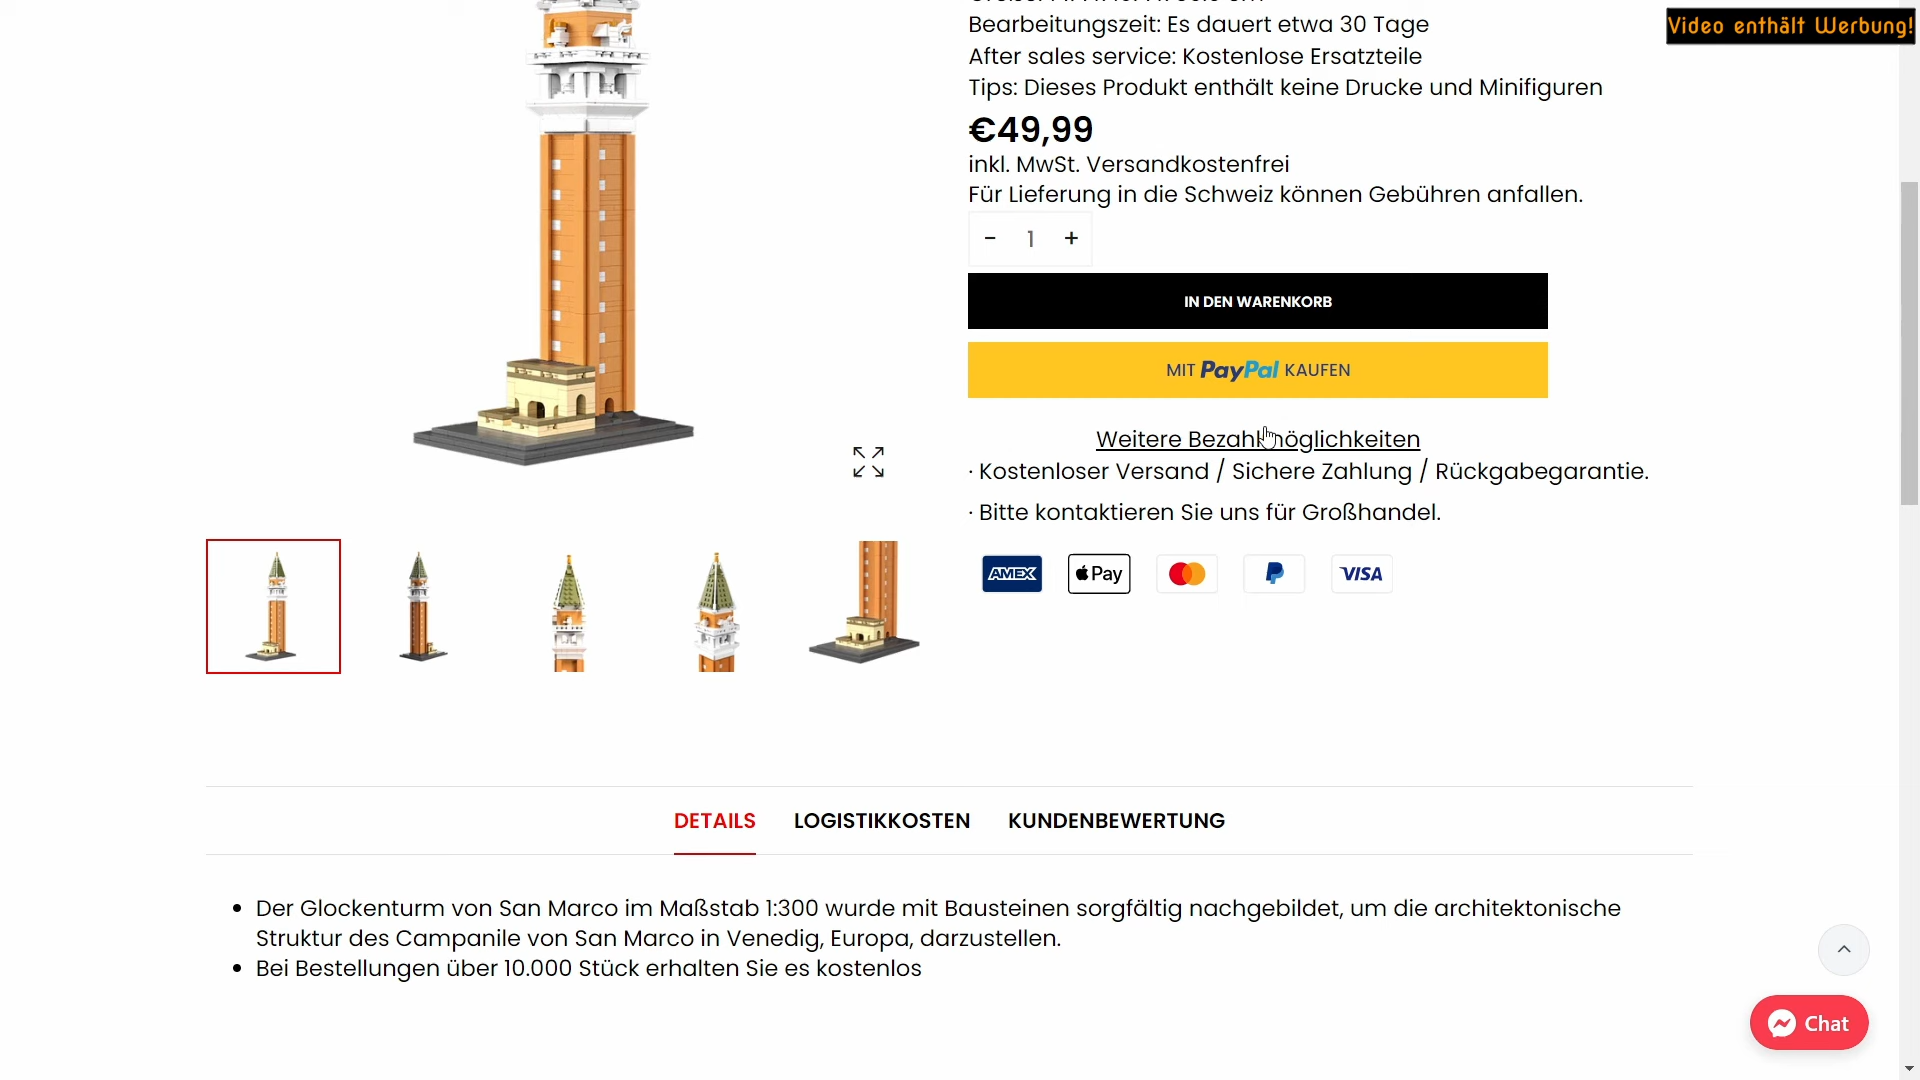 Video enthält Werbung!
Bearbeitungszeit: Es dauert etwa 30 Tage
After sales service: Kostenlose Ersatzteile
Tips: Dieses Produkt enthält keine Drucke und Minifiguren
€49,99
inkl. MwSt. Versandkostenfrei
Für Lieferung in die Schweiz können Gebühren anfallen.
- 1 +
IN DEN WARENKORB
MIT PayPal KAUFEN
Weitere Bezahlmöglichkeiten
· Kostenloser Versand / Sichere Zahlung / Rückgabegarantie.
· Bitte kontaktieren Sie uns für Großhandel.
AMEX Pay VISA
DETAILS LOGISTIKKOSTEN KUNDENBEWERTUNG
• Der Glockenturm von San Marco im Maßstab 1:300 wurde mit Bausteinen sorgfältig nachgebildet, um die architektonische
Struktur des Campanile von San Marco in Venedig, Europa, darzustellen.
• Bei Bestellungen über 10.000 Stück erhalten Sie es kostenlos
Chat